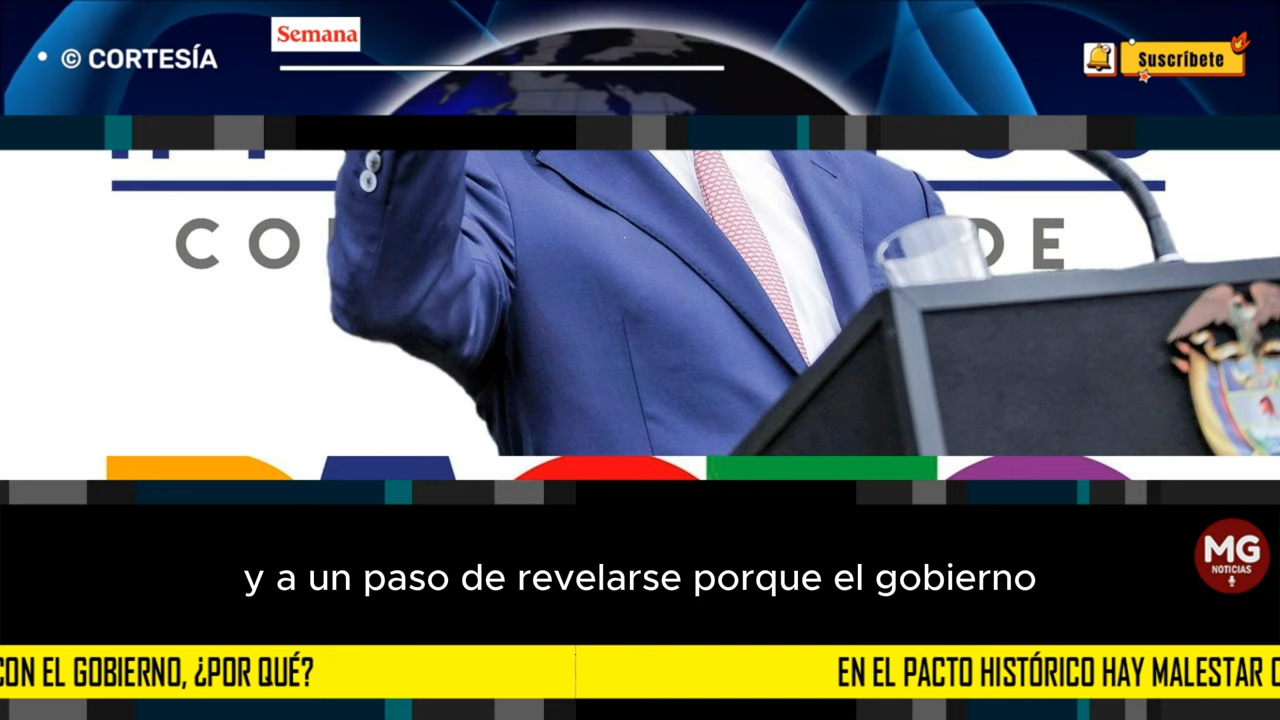 © CORTESÍA
Semana
Suscríbete
DE
y a un paso de revelarse porque el gobierno
MG
NOTICIAS
CON EL GOBIERNO, ¿POR QUÉ?
EN EL PACTO HISTÓRICO HAY MALESTAR